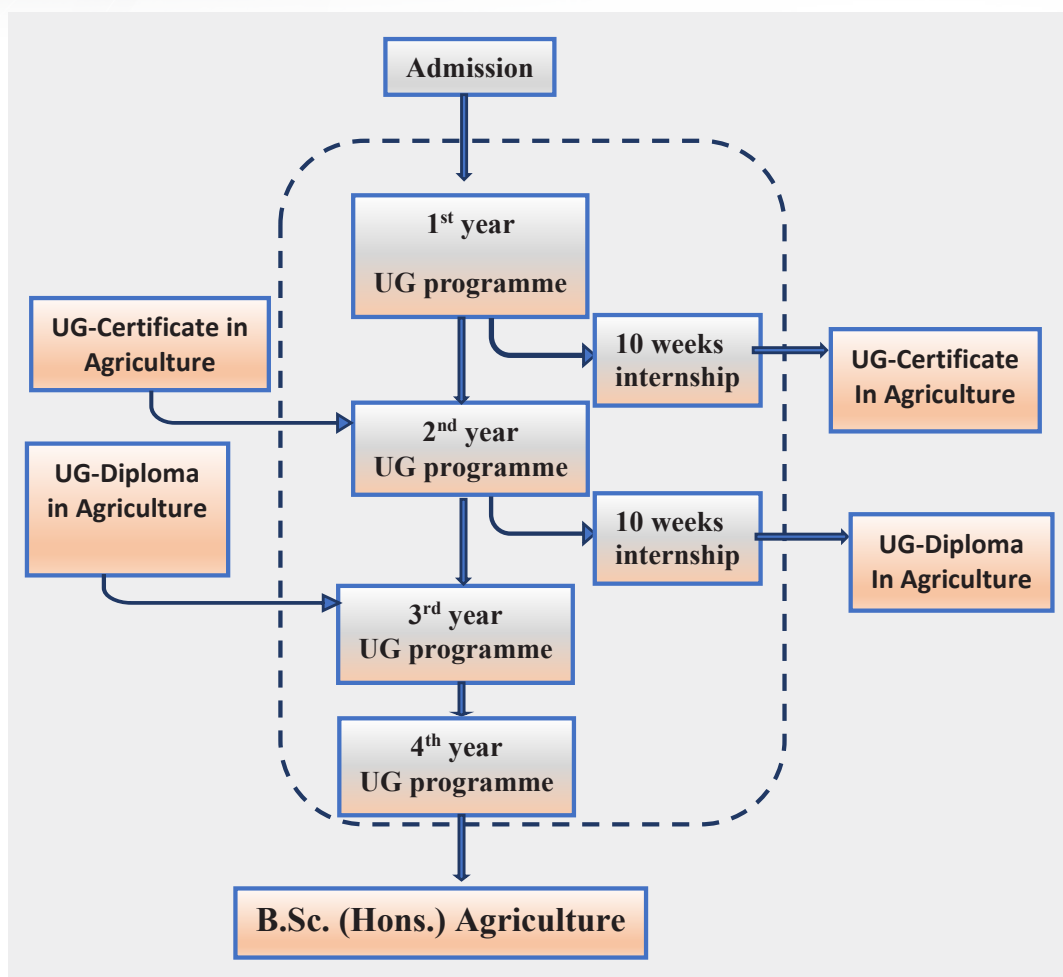 Admission
1st year
UG programme
UG-Certificate in
Agriculture
10 weeks
internship
UG-Certificate
In Agriculture
2nd year
UG programme
UG-Diploma
in Agriculture
10 weeks
internship
UG-Diploma
In Agriculture
3rd year
UG programme
4th year
UG programme
B.Sc. (Hons.) Agriculture